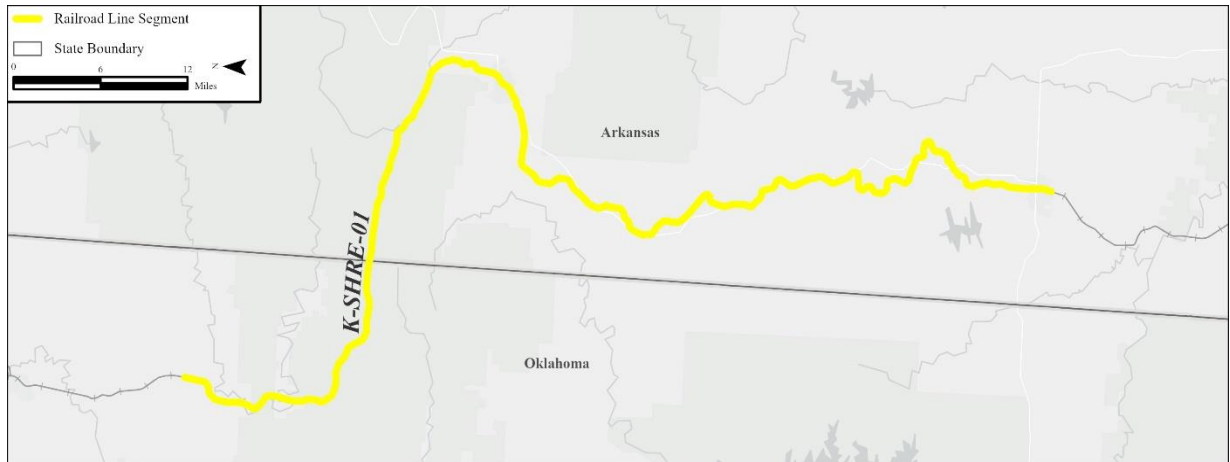 Railroad Line Segment
State Boundary
0 6 12
N
Miles
Arkansas
K-SHRE-01
Oklahoma